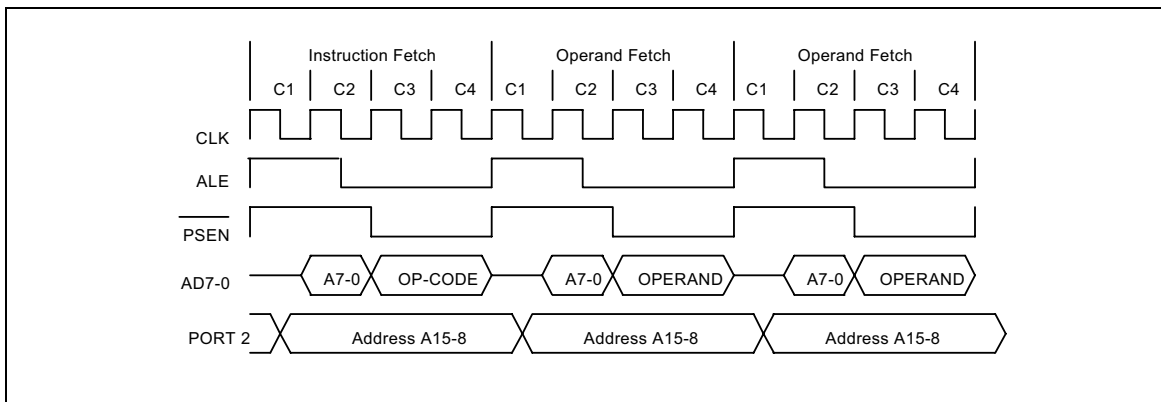 Instruction Fetch Operand Fetch Operand Fetch
C1 C2 C3 C4 C1 C2 C3 C4 C1 C2 C3 C4
CLK
ALE
PSEN
AD7-0 A7-0 OP-CODE A7-0 OPERAND A7-0 OPERAND
PORT 2 Address A15-8 Address A15-8 Address A15-8